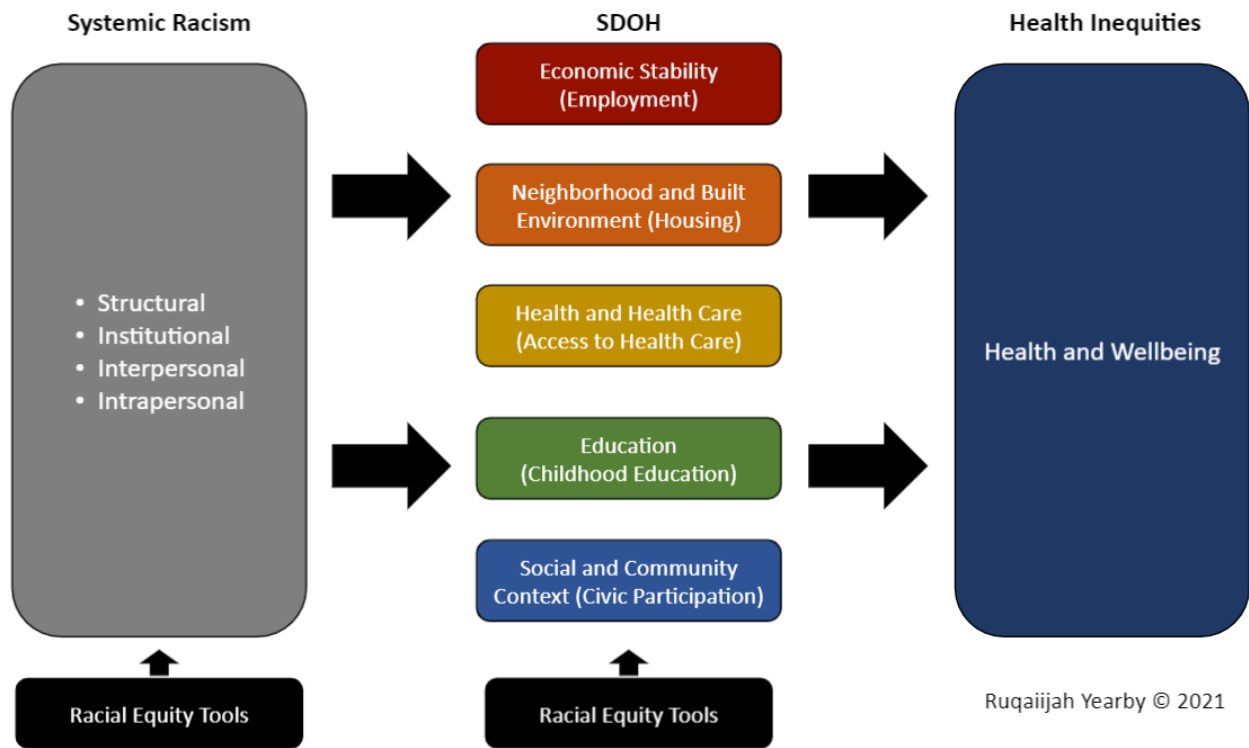 Systemic Racism
SDOH
Health Inequities
• Structural
• Institutional
• Interpersonal
• Intrapersonal
Economic Stability
(Employment)
Neighborhood and Built
Environment (Housing)
Health and Health Care
(Access to Health Care)
Education
(Childhood Education)
Social and Community
Context (Civic Participation)
Health and Wellbeing
Racial Equity Tools
Racial Equity Tools
Ruqaiijah Yearby © 2021